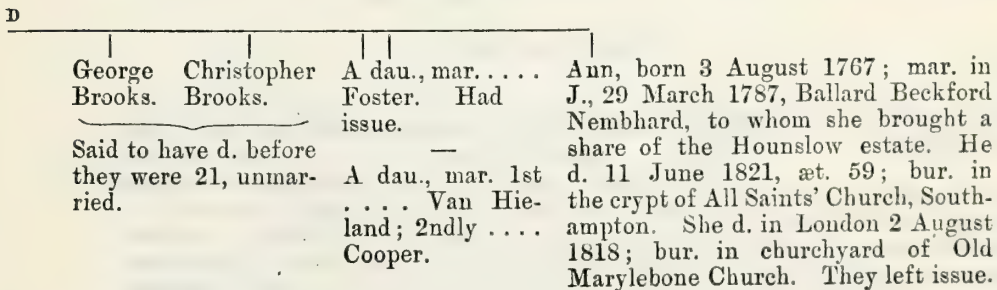 D
George
Brooks.
Christopher
Brooks.
Said to have d. before
they were 21, unmar-
ried.
A dau., mar. . . . .
Foster. Had
issue.
—
A dau., mar. 1st
. . . . Van Hie-
land; 2ndly . . . .
Cooper.
Ann, born 3 August 1767; mar. in
J., 29 March 1787, Ballard Beckford
Nembhard, to whom she brought a
share of the Hounslow estate. He
d. 11 June 1821, æt. 59; bur. in
the crypt of All Saints' Church, South-
ampton. She d. in London 2 August
1818; bur. in churchyard of Old
Marylebone Church. They left issue.